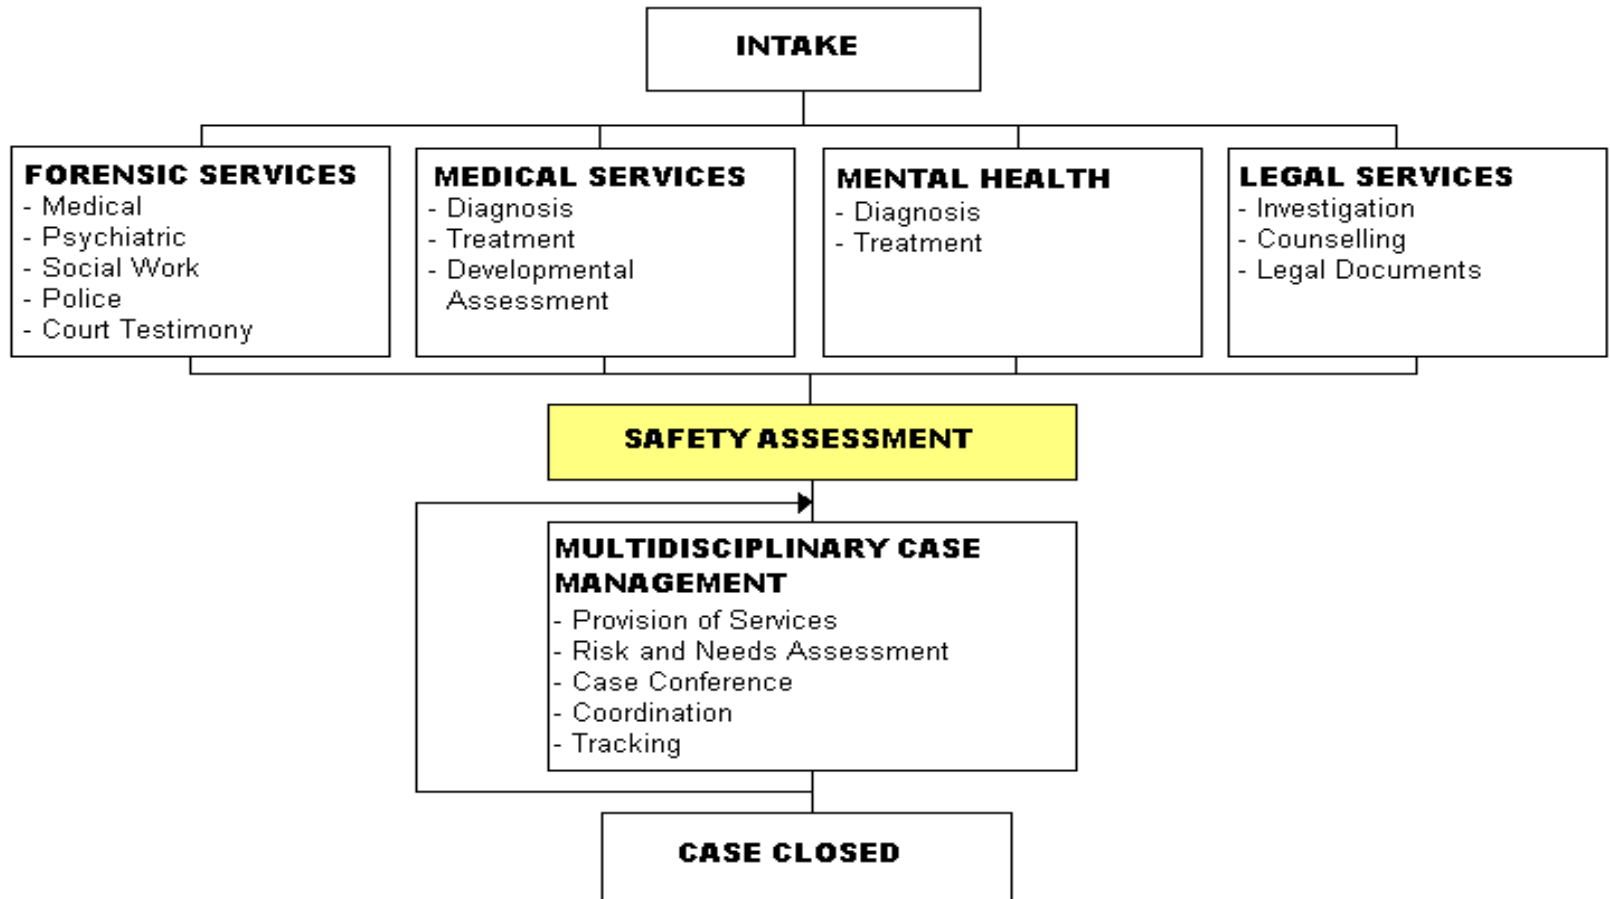 INTAKE
FORENSIC SERVICES
- Medical
- Psychiatric
- Social Work
- Police
- Court Testimony
MEDICAL SERVICES
- Diagnosis
- Treatment
- Developmental
Assessment
MENTAL HEALTH
- Diagnosis
- Treatment
LEGAL SERVICES
- Investigation
- Counselling
- Legal Documents
SAFETY ASSESSMENT
MULTIDISCIPLINARY CASE
MANAGEMENT
- Provision of Services
- Risk and Needs Assessment
- Case Conference
- Coordination
- Tracking
CASE CLOSED